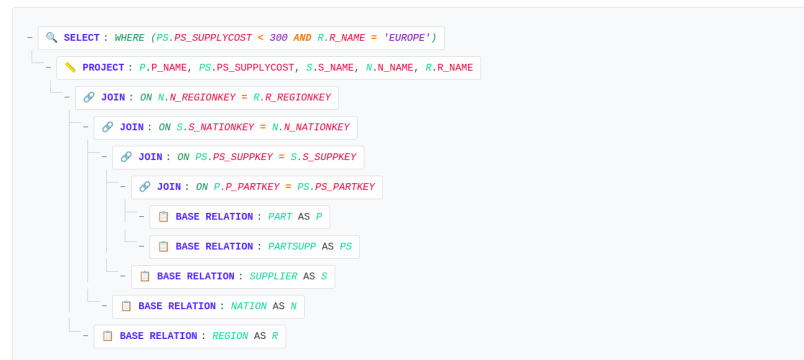 SELECT : WHERE (PS.PS_SUPPLYCOST < 300 AND R.R_NAME = 'EUROPE')
PROJECT : P.P_NAME, PS.PS_SUPPLYCOST, S.S_NAME, N.N_NAME, R.R_NAME
JOIN : ON N.N_REGIONKEY = R.R_REGIONKEY
JOIN : ON S.S_NATIONKEY = N.N_NATIONKEY
JOIN : ON PS.PS_SUPPKEY = S.S_SUPPKEY
JOIN : ON P.P_PARTKEY = PS.PS_PARTKEY
BASE RELATION : PART AS P
BASE RELATION : PARTSUPP AS PS
BASE RELATION : SUPPLIER AS S
BASE RELATION : NATION AS N
BASE RELATION : REGION AS R